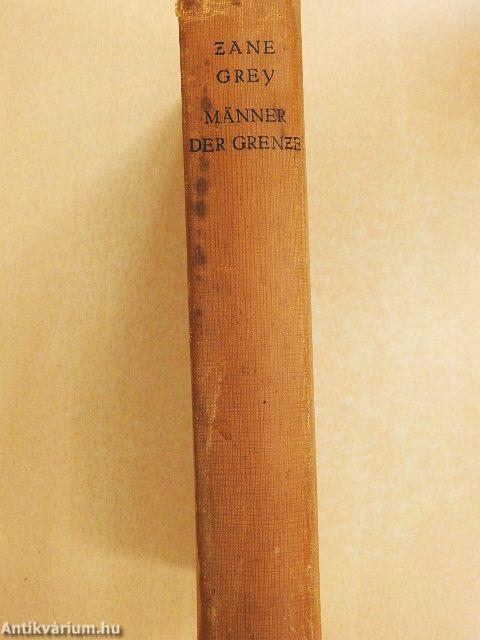 ZANE
GREY
MÄNNER
DER GRENZE
Antikvárium.hu